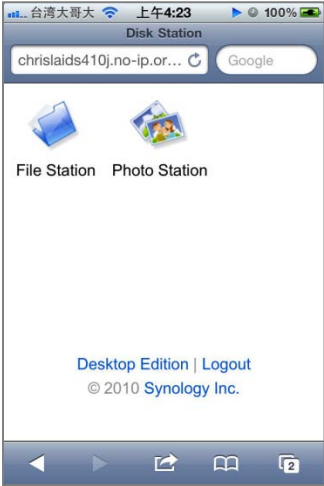 台湾大哥大 上午4:23 100%
Disk Station
chrislaids410j.no-ip.or... Google
File Station Photo Station
Desktop Edition | Logout
© 2010 Synology Inc.
2